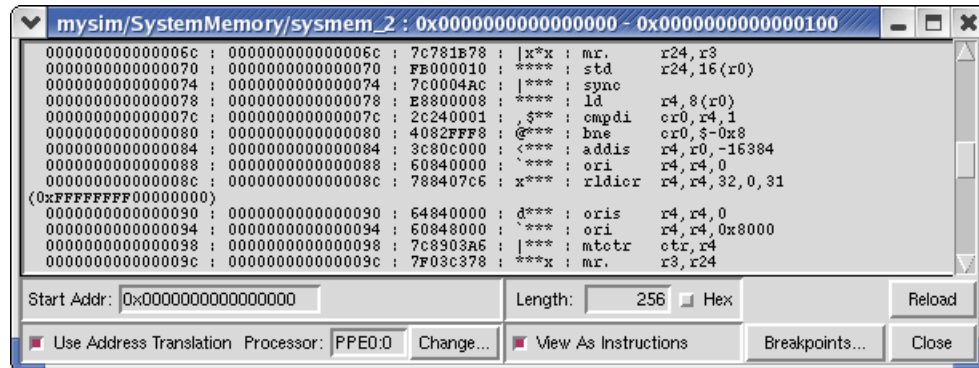 mysim/SystemMemory/sysmem_2 : 0x0000000000000000 - 0x0000000000000100
000000000000006c : 000000000000006c : 7C781B78 : |x*x : mr. r24,r3
0000000000000070 : 0000000000000070 : FB000010 : **** : std r24,16(r0)
0000000000000074 : 0000000000000074 : 7C0004AC : |*** : sync
0000000000000078 : 0000000000000078 : E8800008 : **** : ld r4,8(r0)
000000000000007c : 000000000000007c : 2c240001 : ,$** : cmpdi cr0,r4,1
0000000000000080 : 0000000000000080 : 4082FFF8 : @*** : bne cr0,$-0x8
0000000000000084 : 0000000000000084 : 3c80c000 : <*** : addis r4,r0,-16384
0000000000000088 : 0000000000000088 : 60840000 : `*** : ori r4,r4,0
000000000000008c : 000000000000008c : 788407C6 : x*** : rldicr r4,r4,32,0,31
(0xFFFFFFFF00000000)
0000000000000090 : 0000000000000090 : 64840000 : d*** : oris r4,r4,0
0000000000000094 : 0000000000000094 : 60848000 : `*** : ori r4,r4,0x8000
0000000000000098 : 0000000000000098 : 7C8903A6 : |*** : mtctr ctr,r4
000000000000009c : 000000000000009c : 7F03C378 : ***x : mr. r3,r24
Start Addr: 0x0000000000000000 Length: 256 Hex Reload
Use Address Translation Processor: PPE0:0 Change... View As Instructions Breakpoints... Close